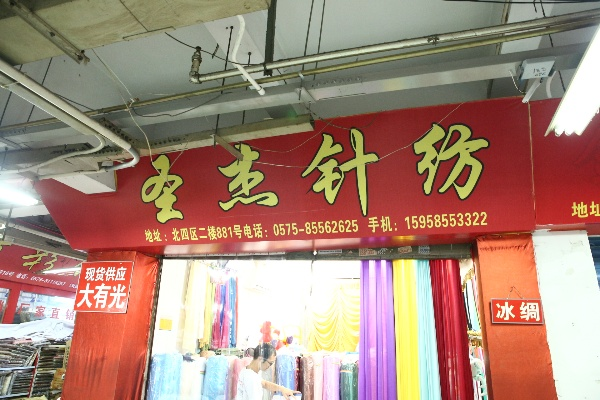 圣杰针纺
地址：北四区二楼881号电话：0575-85562625 手机：15958553322
现货供应
大有光
冰绸
地址